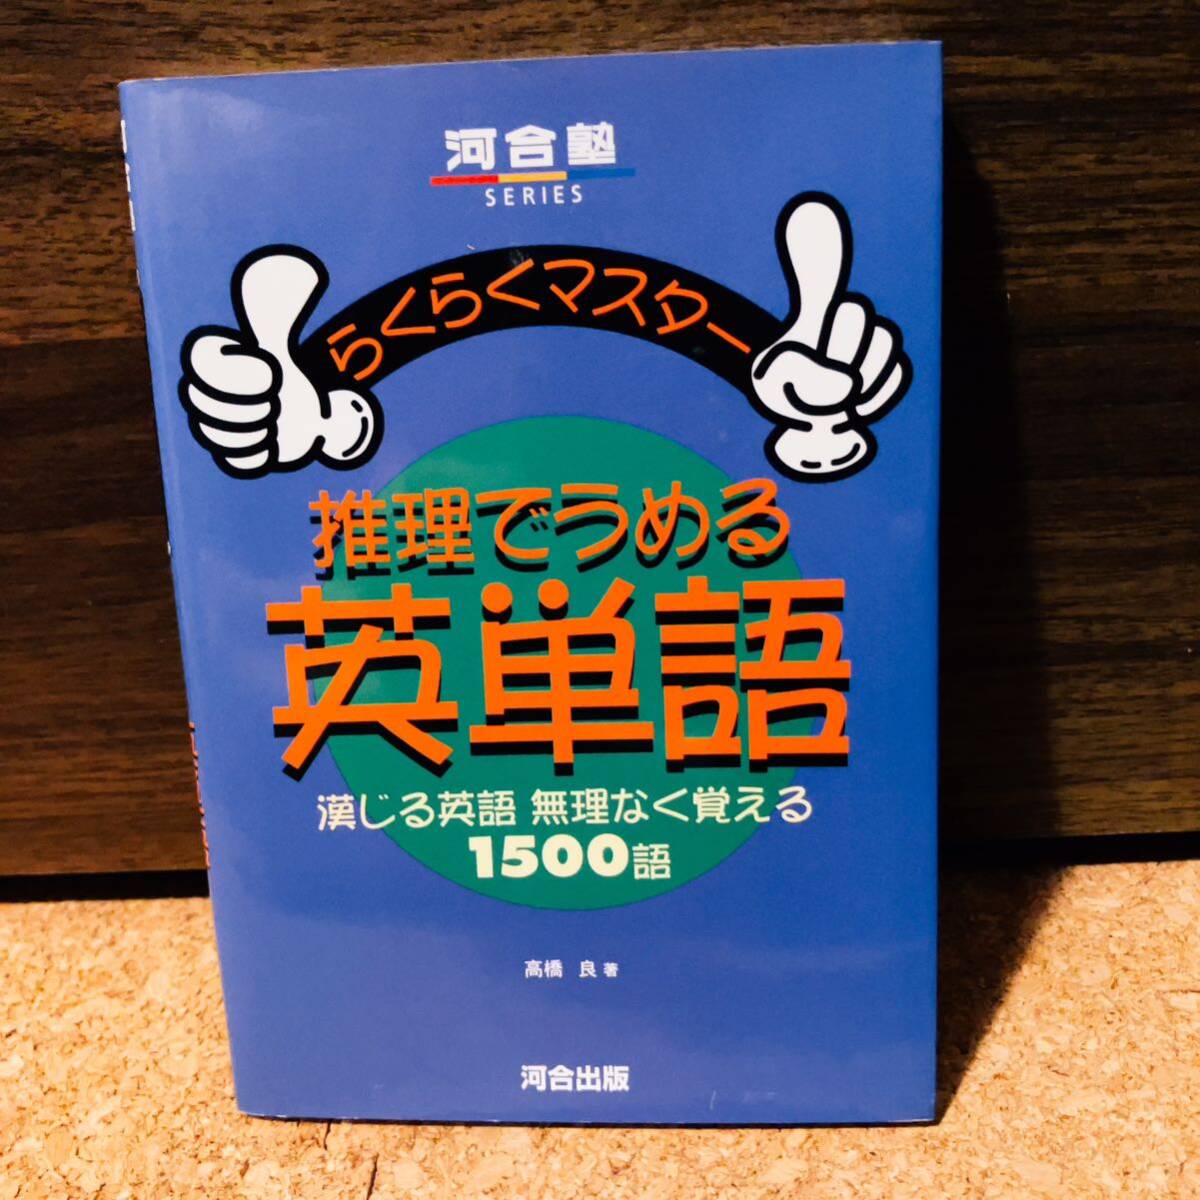 河合塾
SERIES
らくらくマスター
推理でうめる
英単語
漢じる英語 無理なく覚える
1500語
高橋 良 著
河合出版